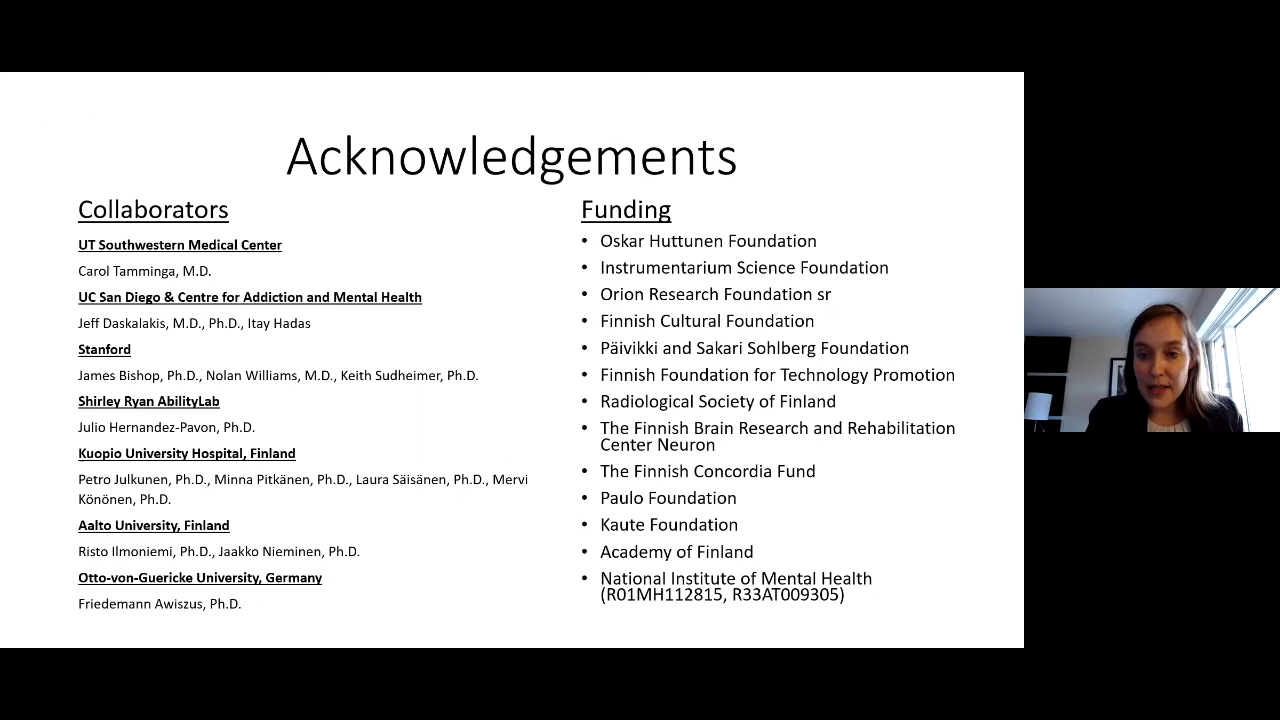 Acknowledgements
Collaborators
UT Southwestern Medical Center
Carol Tamminga, M.D.
UC San Diego & Centre for Addiction and Mental Health
Jeff Daskalakis, M.D., Ph.D., Itay Hadas
Stanford
James Bishop, Ph.D., Nolan Williams, M.D., Keith Sudheimer, Ph.D.
Shirley Ryan AbilityLab
Julio Hernandez-Pavon, Ph.D.
Kuopio University Hospital, Finland
Petro Julkunen, Ph.D., Minna Pitkänen, Ph.D., Laura Säisänen, Ph.D., Mervi
Könönen, Ph.D.
Aalto University, Finland
Risto Ilmoniemi, Ph.D., Jaakko Nieminen, Ph.D.
Otto-von-Guericke University, Germany
Friedemann Awiszus, Ph.D.
Funding
• Oskar Huttunen Foundation
• Instrumentarium Science Foundation
• Orion Research Foundation sr
• Finnish Cultural Foundation
• Päivikki and Sakari Sohlberg Foundation
• Finnish Foundation for Technology Promotion
• Radiological Society of Finland
• The Finnish Brain Research and Rehabilitation
Center Neuron
• The Finnish Concordia Fund
• Paulo Foundation
• Kaute Foundation
• Academy of Finland
• National Institute of Mental Health
(R01MH112815, R33AT009305)